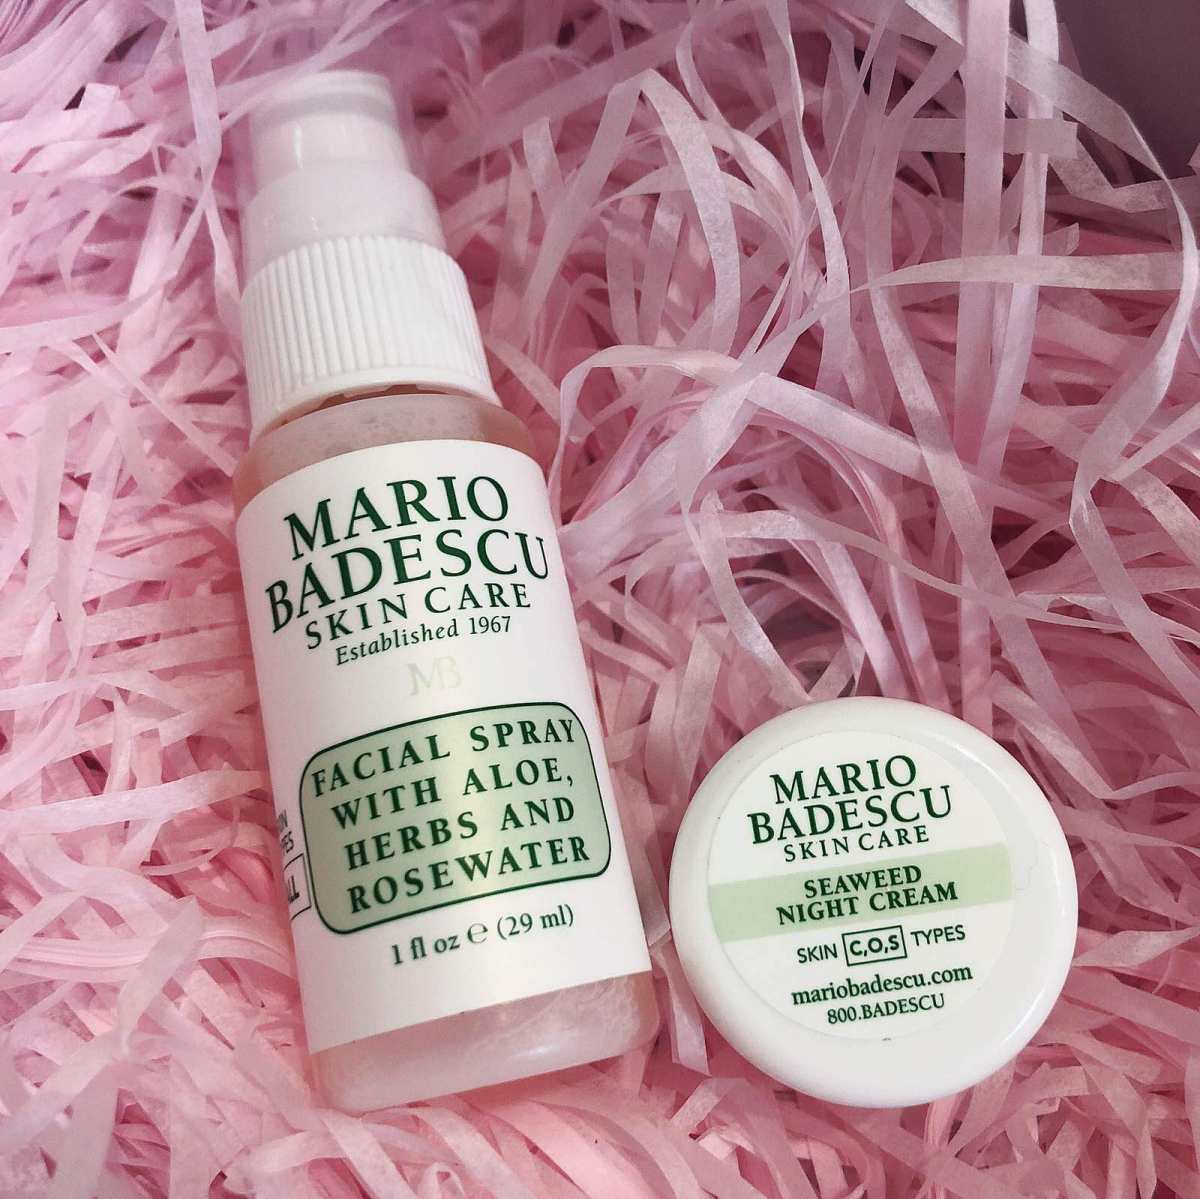 MARIO
BADESCU
SKIN CARE
Established 1967
MB
FACIAL SPRAY
WITH ALOE,
HERBS AND
ROSEWATER
1 fl oz ℮ (29 ml)
MARIO
BADESCU
SKIN CARE
SEAWEED
NIGHT CREAM
SKIN C,O,S TYPES
mariobadescu.com
800.BADESCU